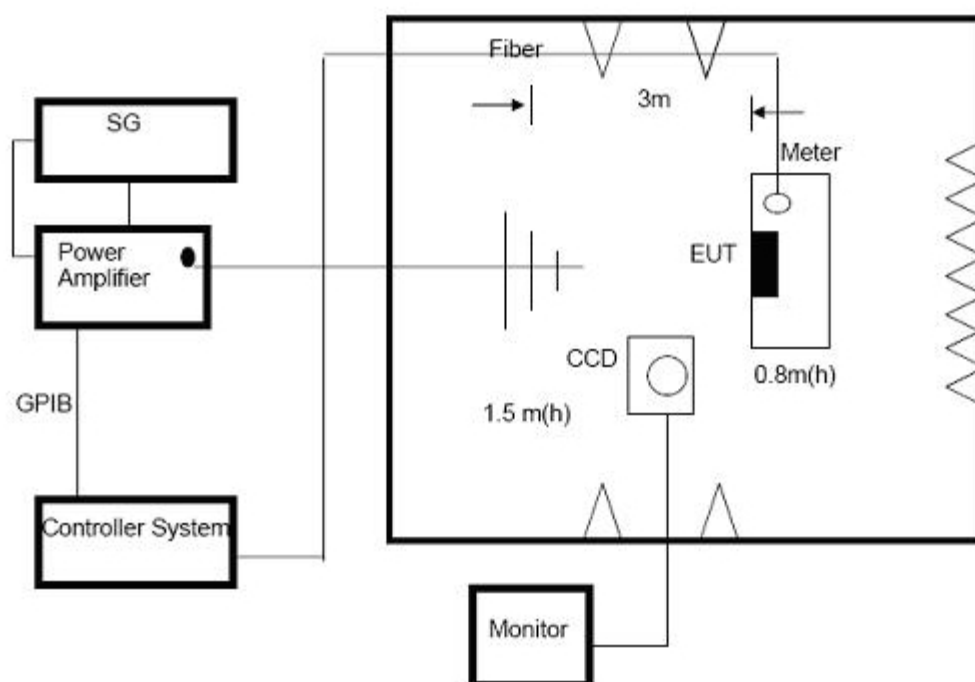 Fiber
SG
3m
Meter
Power
Amplifier
EUT
CCD
0.8m(h)
GPIB
1.5 m(h)
Controller System
Monitor